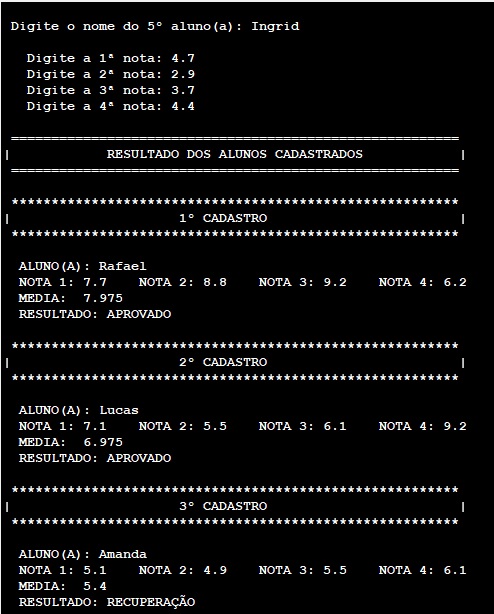 Digite o nome do 5º aluno(a): Ingrid
Digite a 1ª nota: 4.7
Digite a 2ª nota: 2.9
Digite a 3ª nota: 3.7
Digite a 4ª nota: 4.4
========================================================
| RESULTADO DOS ALUNOS CADASTRADOS |
========================================================
********************************************************
| 1º CADASTRO |
********************************************************
ALUNO(A): Rafael
NOTA 1: 7.7 NOTA 2: 8.8 NOTA 3: 9.2 NOTA 4: 6.2
MEDIA: 7.975
RESULTADO: APROVADO
********************************************************
| 2º CADASTRO |
********************************************************
ALUNO(A): Lucas
NOTA 1: 7.1 NOTA 2: 5.5 NOTA 3: 6.1 NOTA 4: 9.2
MEDIA: 6.975
RESULTADO: APROVADO
********************************************************
| 3º CADASTRO |
********************************************************
ALUNO(A): Amanda
NOTA 1: 5.1 NOTA 2: 4.9 NOTA 3: 5.5 NOTA 4: 6.1
MEDIA: 5.4
RESULTADO: RECUPERAÇÃO